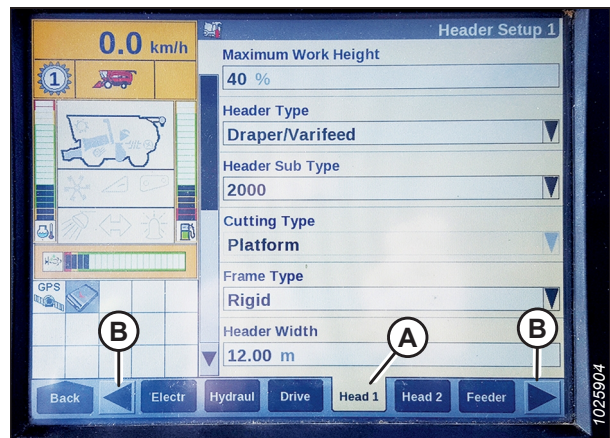 0.0 km/h
1
Header Setup 1
Maximum Work Height
40 %
Header Type
Draper/Varifeed
Header Sub Type
2000
Cutting Type
Platform
Frame Type
Rigid
Header Width
12.00 m
GPS
B
A
B
Back
Electr
Hydraul
Drive
Head 1
Head 2
Feeder
1025904